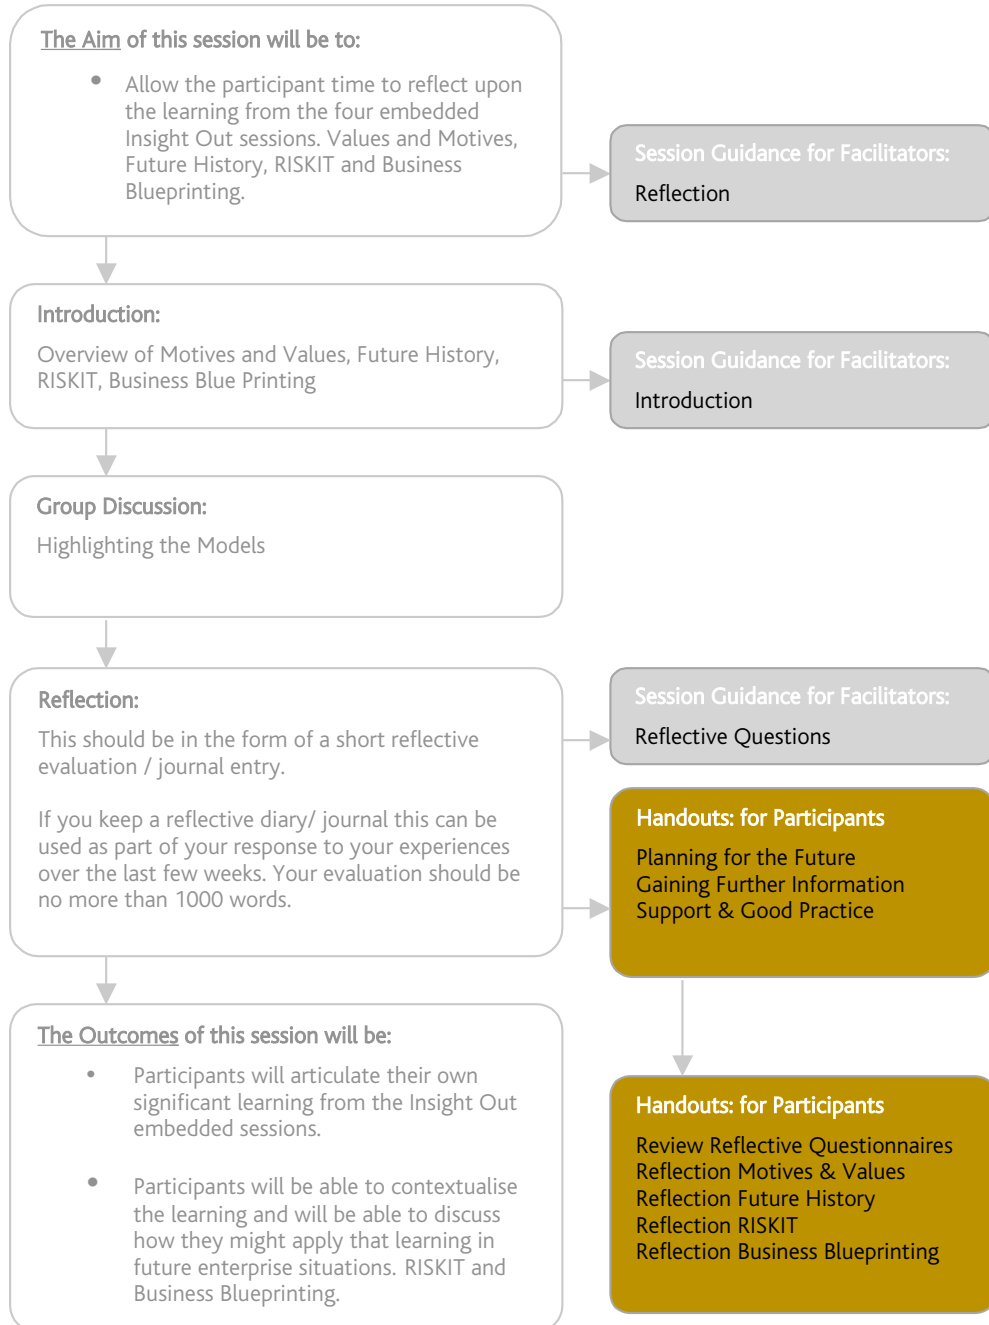 The Aim of this session will be to:
• Allow the participant time to reflect upon
the learning from the four embedded
Insight Out sessions. Values and Motives,
Future History, RISKIT and Business
Blueprinting.
Session Guidance for Facilitators:
Reflection
Introduction:
Overview of Motives and Values, Future History,
RISKIT, Business Blue Printing
Session Guidance for Facilitators:
Introduction
Group Discussion:
Highlighting the Models
Reflection:
This should be in the form of a short reflective
evaluation / journal entry.
If you keep a reflective diary/ journal this can be
used as part of your response to your experiences
over the last few weeks. Your evaluation should be
no more than 1000 words.
Session Guidance for Facilitators:
Reflective Questions
Handouts: for Participants
Planning for the Future
Gaining Further Information
Support & Good Practice
The Outcomes of this session will be:
• Participants will articulate their own
significant learning from the Insight Out
embedded sessions.
• Participants will be able to contextualise
the learning and will be able to discuss
how they might apply that learning in
future enterprise situations. RISKIT and
Business Blueprinting.
Handouts: for Participants
Review Reflective Questionnaires
Reflection Motives & Values
Reflection Future History
Reflection RISKIT
Reflection Business Blueprinting